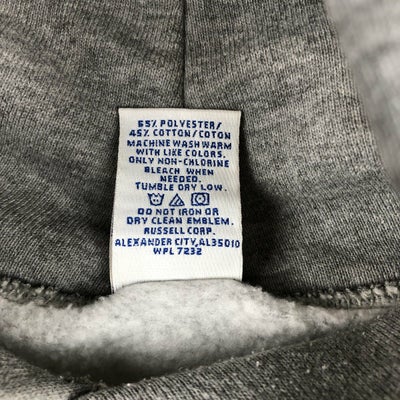 55% POLYESTER/
45% COTTON/COTON
MACHINE WASH WARM
WITH LIKE COLORS.
ONLY NON-CHLORINE
BLEACH WHEN
NEEDED.
TUMBLE DRY LOW.
DO NOT IRON OR
DRY CLEAN EMBLEM.
RUSSELL CORP.
ALEXANDER CITY, AL35010
WPL 7232